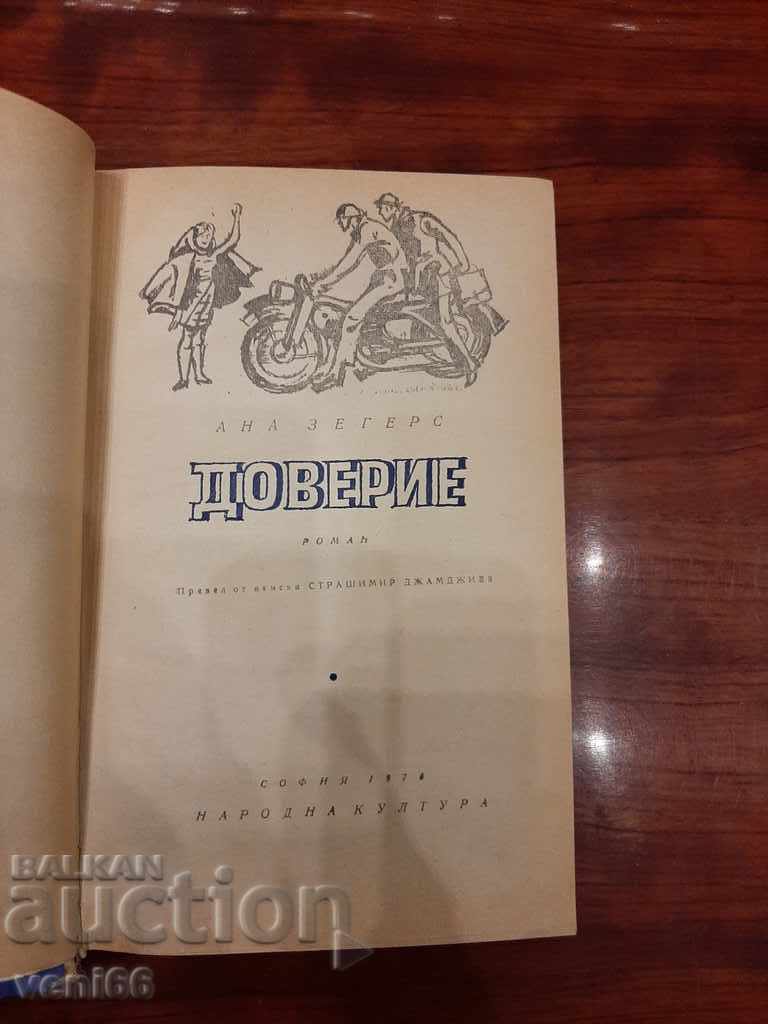 АНА ЗЕГЕРС
ДОВЕРИЕ
РОМАН
Превел от немски СТРАШИМИР ДЖАМДЖИЕВ
СОФИЯ
НАРОДНА КУЛТУРА
BALKAN
auction
veni66